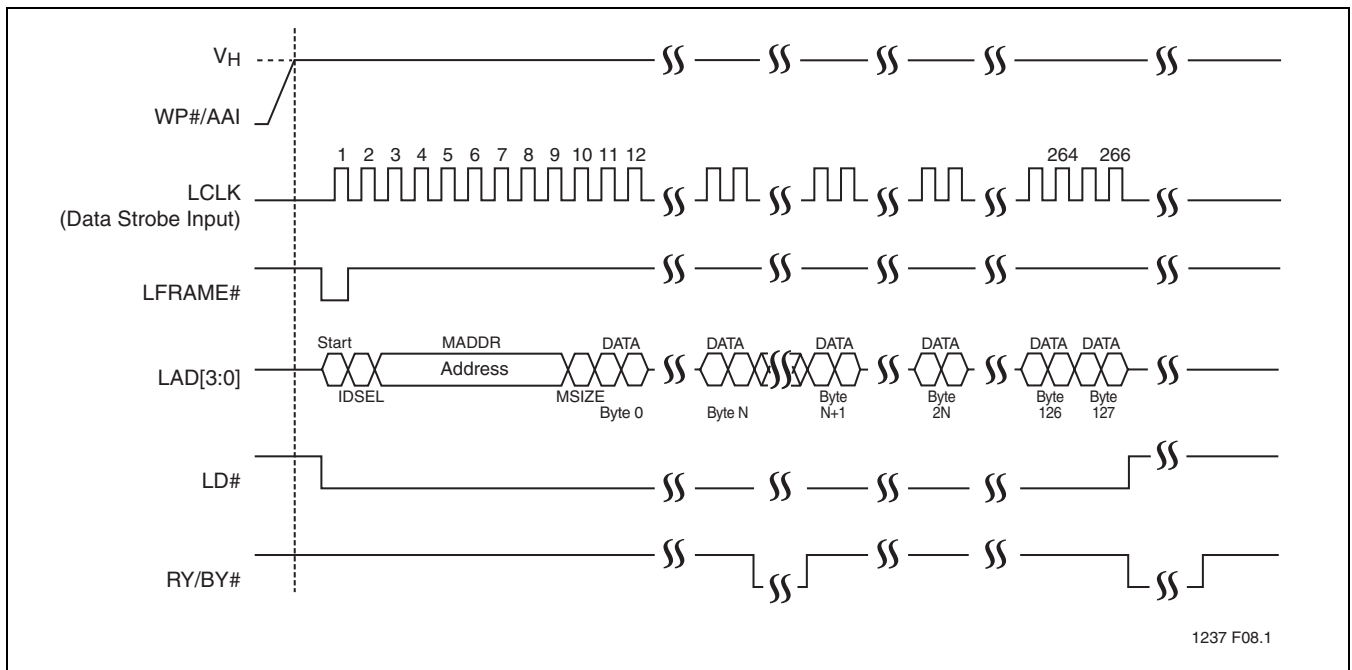 VH
WP#/AAI
1 2 3 4 5 6 7 8 9 10 11 12 264 266
LCLK
(Data Strobe Input)
LFRAME#
Start MADDR DATA DATA DATA DATA DATA DATA
LAD[3:0] Address
IDSEL MSIZE Byte 0 Byte N Byte N+1 Byte 2N Byte 126 Byte 127
LD#
RY/BY#
1237 F08.1